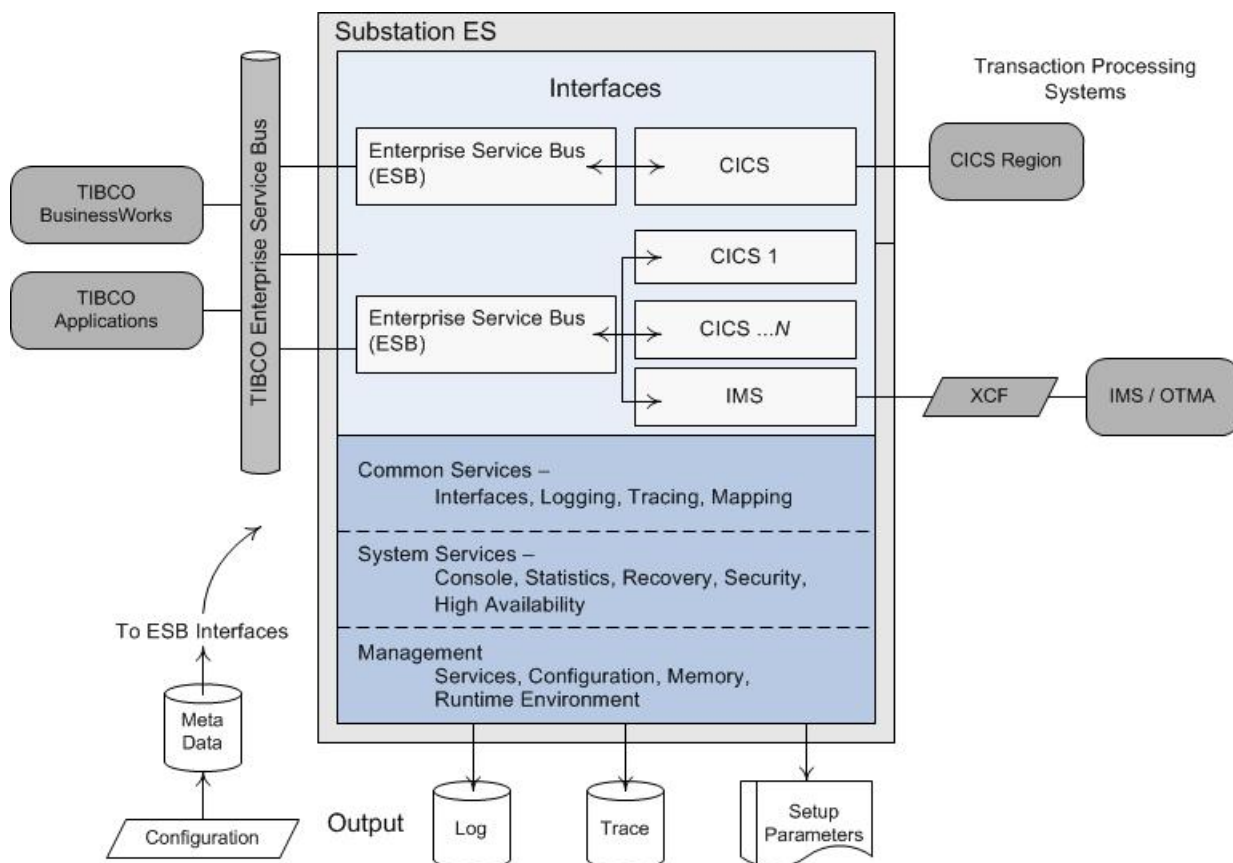 Substation ES
Interfaces
Transaction Processing
Systems
Enterprise Service Bus
(ESB)
CICS
CICS Region
TIBCO
BusinessWorks
TIBCO Enterprise Service Bus
CICS 1
TIBCO
Applications
Enterprise Service Bus
(ESB)
CICS ...N
IMS
XCF
IMS / OTMA
Common Services –
Interfaces, Logging, Tracing, Mapping
System Services –
Console, Statistics, Recovery, Security,
High Availability
To ESB Interfaces
Management
Services, Configuration, Memory,
Runtime Environment
Meta
Data
Configuration
Output
Log
Trace
Setup
Parameters